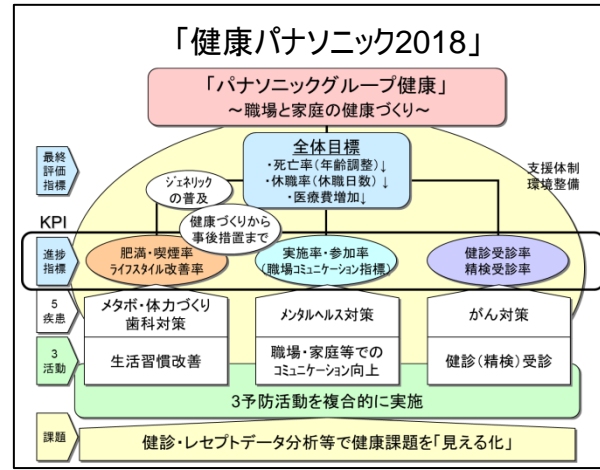 「健康パナソニック2018」
「パナソニックグループ健康」
～職場と家庭の健康づくり～
最終
評価
指標
全体目標
・死亡率(年齢調整)↓
・休職率(休職日数)↓
・医療費増加↓
支援体制
環境整備
ジェネリック
の普及
健康づくりから
事後措置まで
KPI
進捗
指標
肥満・喫煙率
ライフスタイル改善率
実施率・参加率
(職場コミュニケーション指標)
健診受診率
精検受診率
5
疾患
メタボ・体力づくり
歯科対策
メンタルヘルス対策
がん対策
3
活動
生活習慣改善
職場・家庭等での
コミュニケーション向上
健診(精検)受診
3予防活動を複合的に実施
課題
健診・レセプトデータ分析等で健康課題を「見える化」